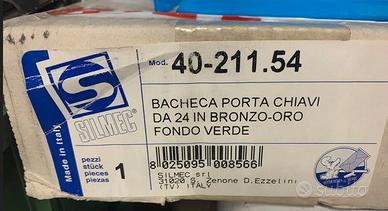 Made in Italy
SILMEC®
Mod. 40-211.54
BACHECA PORTA CHIAVI
DA 24 IN BRONZO-ORO
FONDO VERDE
pezzi
stück
pieces
piezas
1
8 025095 008566
SILMEC srl
31020 S. Zenone D.Ezzelini
(TV) ITALY
subito